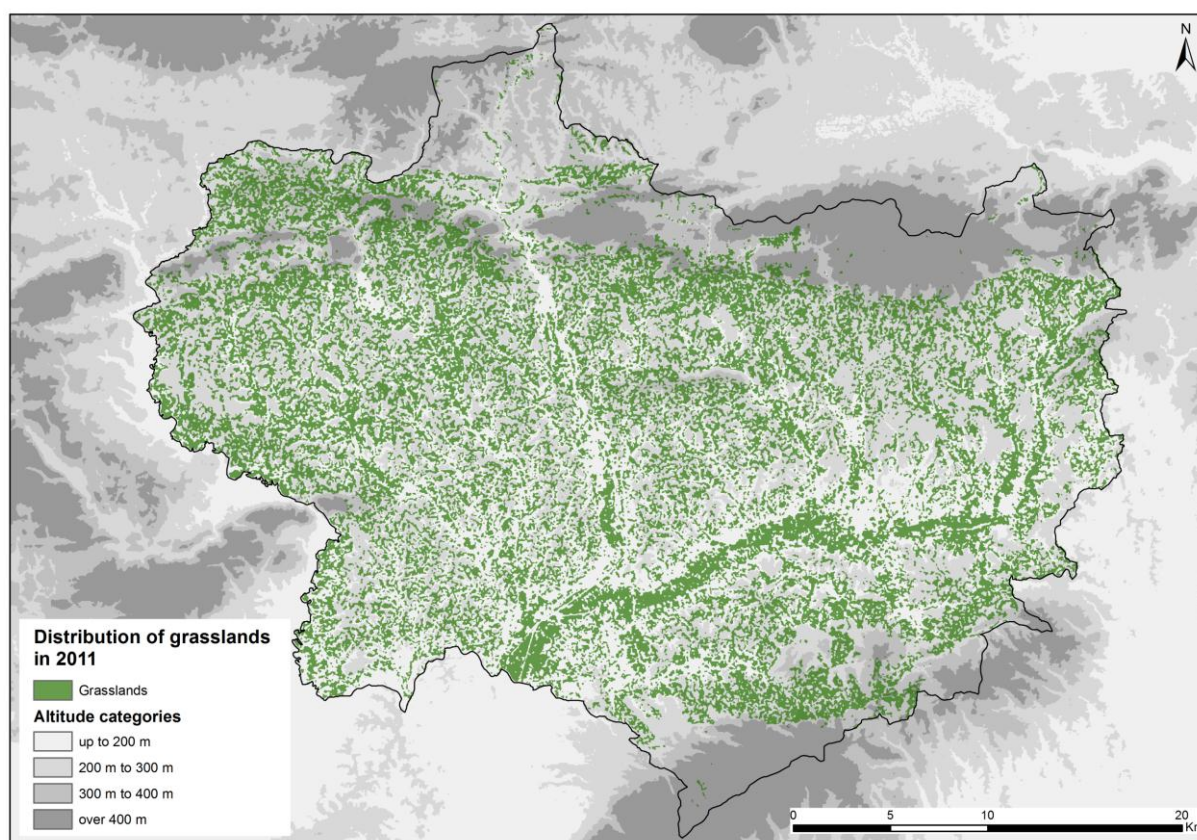 N
Distribution of grasslands
in 2011
Grasslands
Altitude categories
up to 200 m
200 m to 300 m
300 m to 400 m
over 400 m
0 5 10 20
Km